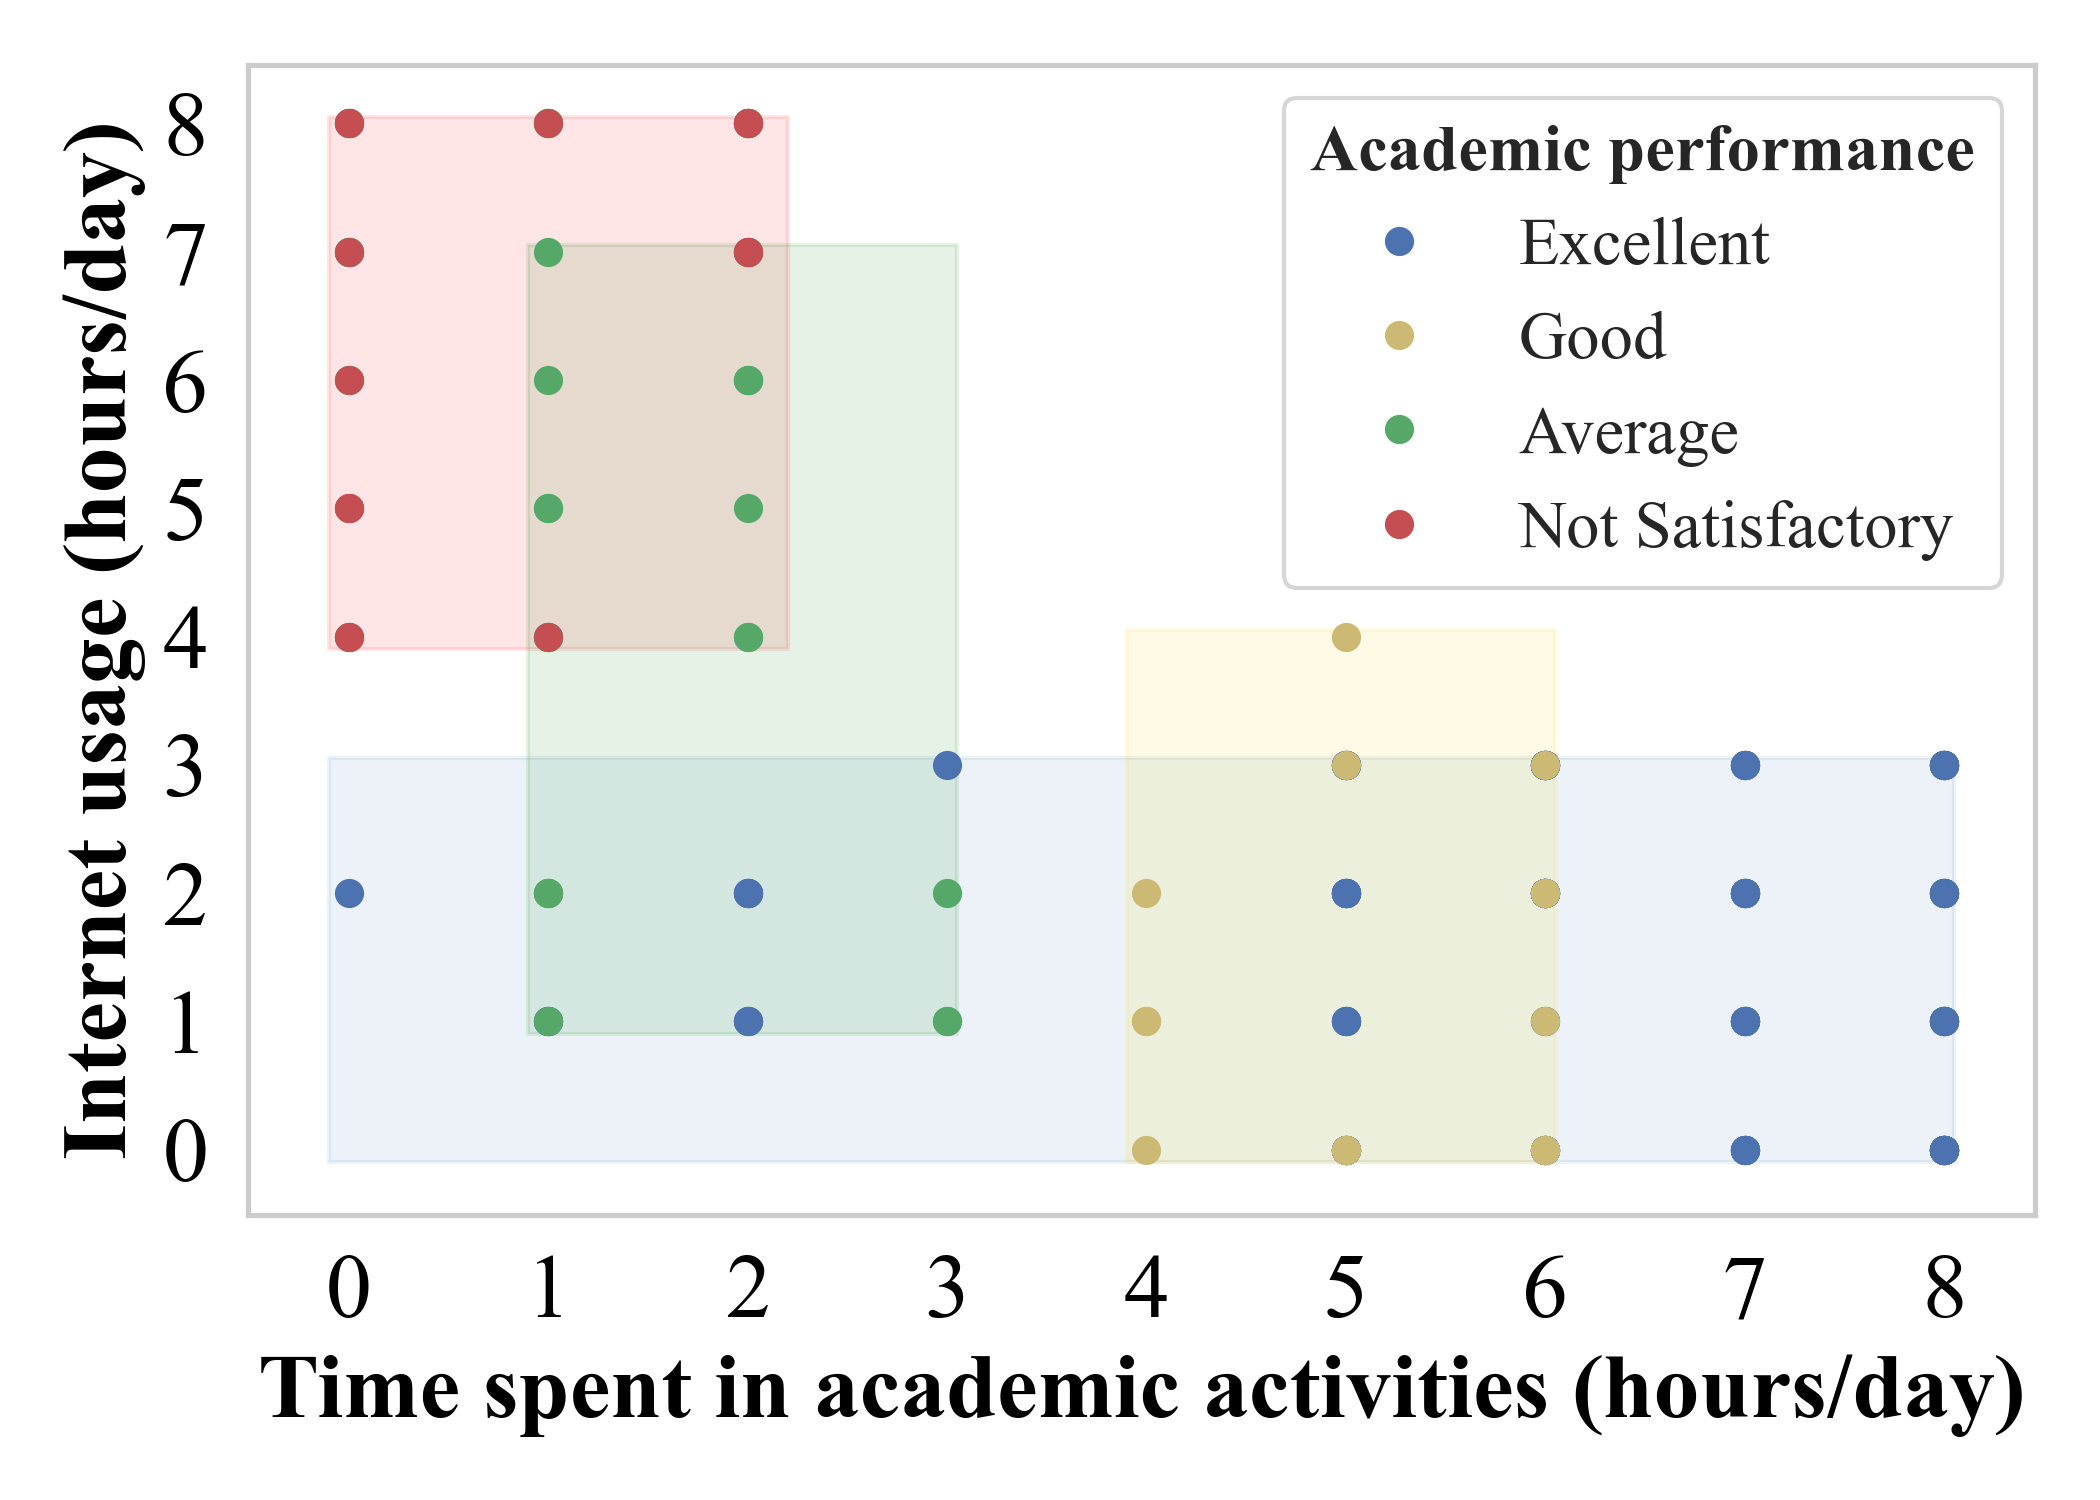 Internet usage (hours/day)
8
7
6
5
4
3
2
1
0
Academic performance
Excellent
Good
Average
Not Satisfactory
0 1 2 3 4 5 6 7 8
Time spent in academic activities (hours/day)